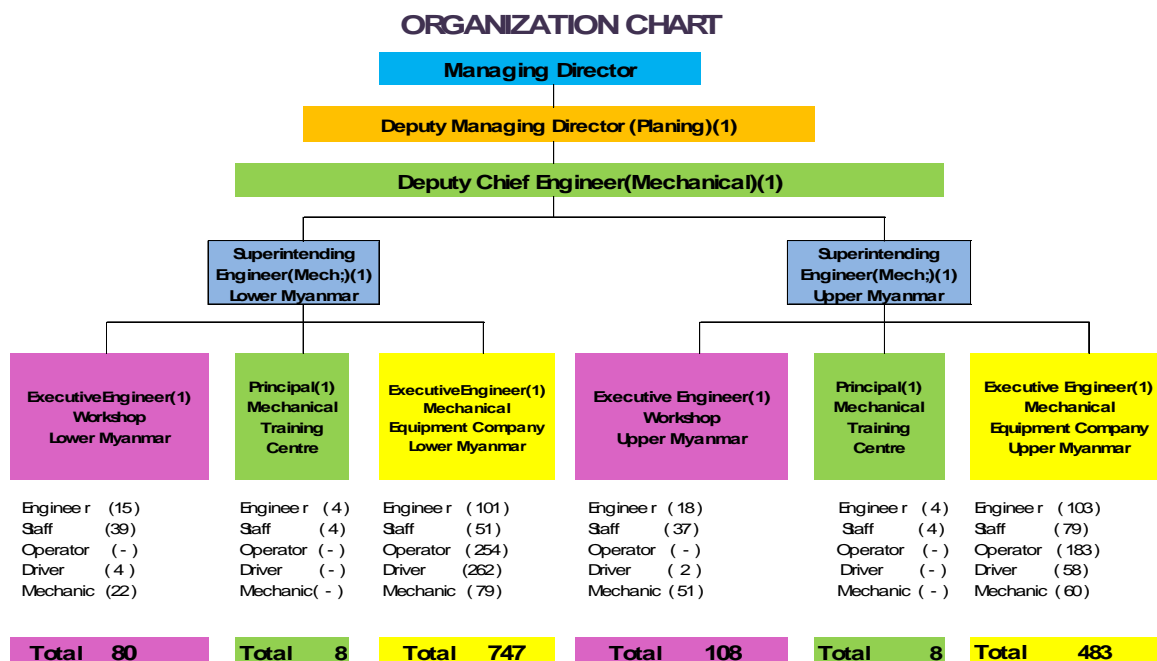 ORGANIZATION CHART
Managing Director
Deputy Managing Director (Planing)(1)
Deputy Chief Engineer(Mechanical)(1)
Superintending
Engineer(Mech;)(1)
Lower Myanmar
Superintending
Engineer(Mech;)(1)
Upper Myanmar
ExecutiveEngineer(1)
Workshop
Lower Myanmar
Principal(1)
Mechanical
Training
Centre
ExecutiveEngineer(1)
Mechanical
Equipment Company
Lower Myanmar
Executive Engineer(1)
Workshop
Upper Myanmar
Principal(1)
Mechanical
Training
Centre
Executive Engineer(1)
Mechanical
Equipment Company
Upper Myanmar
Engineer (15)
Staff (39)
Operator (-)
Driver (4)
Mechanic (22)
Engineer (4)
Staff (4)
Operator (-)
Driver (-)
Mechanic(-)
Engineer (101)
Staff (51)
Operator (254)
Driver (262)
Mechanic (79)
Engineer (18)
Staff (37)
Operator (-)
Driver (2)
Mechanic (51)
Engineer (4)
Staff (4)
Operator (-)
Driver (-)
Mechanic (-)
Engineer (103)
Staff (79)
Operator (183)
Driver (58)
Mechanic (60)
Total 80
Total 8
Total 747
Total 108
Total 8
Total 483